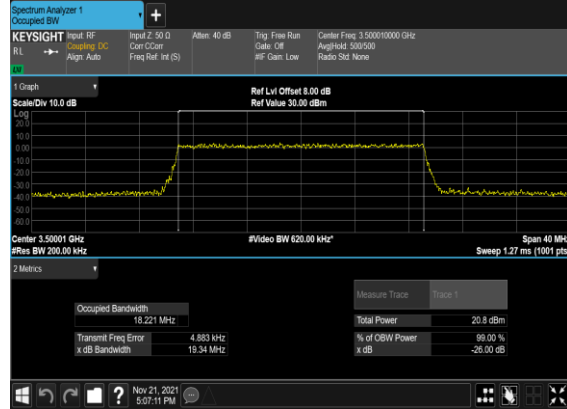 Spectrum Analyzer 1
Occupied BW
+
KEYSIGHT Input: RF Input Z: 50 Ω Atten: 40 dB Trig: Free Run Center Freq: 3.500010000 GHz
RL Coupling: DC Corr CCorr Gate: Off Avg|Hold: 500/500
Align: Auto Freq Ref: Int (S) #IF Gain: Low Radio Std: None
1 Graph Ref Lvl Offset 8.00 dB
Scale/Div 10.0 dB Ref Value 30.00 dBm
Log
20.0
10.0
0.00
-10.0
-20.0
-30.0
-40.0
-50.0
-60.0
Center 3.50001 GHz #Video BW 620.00 kHz* Span 40 MHz
#Res BW 200.00 kHz Sweep 1.27 ms (1001 pts)
2 Metrics
Measure Trace Trace 1
Occupied Bandwidth
18.221 MHz Total Power 20.8 dBm
Transmit Freq Error 4.883 kHz % of OBW Power 99.00 %
x dB Bandwidth 19.34 MHz x dB -26.00 dB
? Nov 21, 2021
5:07:11 PM